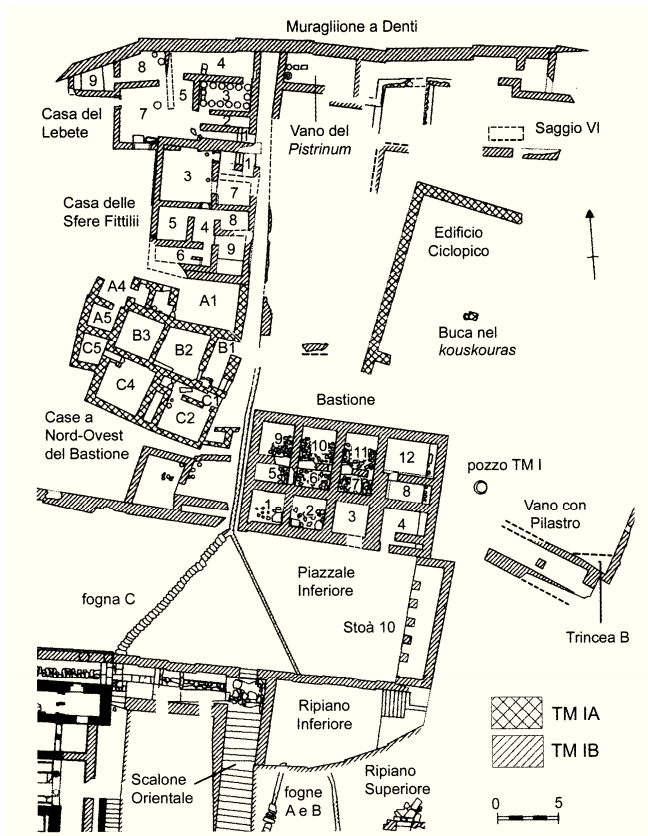 Muragliione a Denti
9
8
4
7
5
3
2
1
Casa del
Lebete
Vano del
Pistrinum
Saggio VI
3
7
Casa delle
Sfere Fittilii
5
4
8
9
6
Edificio
Ciclopico
A4
A1
A5
B3
B2
B1
C5
C4
C2
C1
Buca nel
kouskouras
Case a
Nord-Ovest
del Bastione
Bastione
9
10
11
12
5
6
7
8
1
2
3
4
pozzo TM I
Vano con
Pilastro
Trincea B
fogna C
Piazzale
Inferiore
Stoà 10
Ripiano
Inferiore
Scalone
Orientale
fogne
A e B
Ripiano
Superiore
TM IA
TM IB
0
5